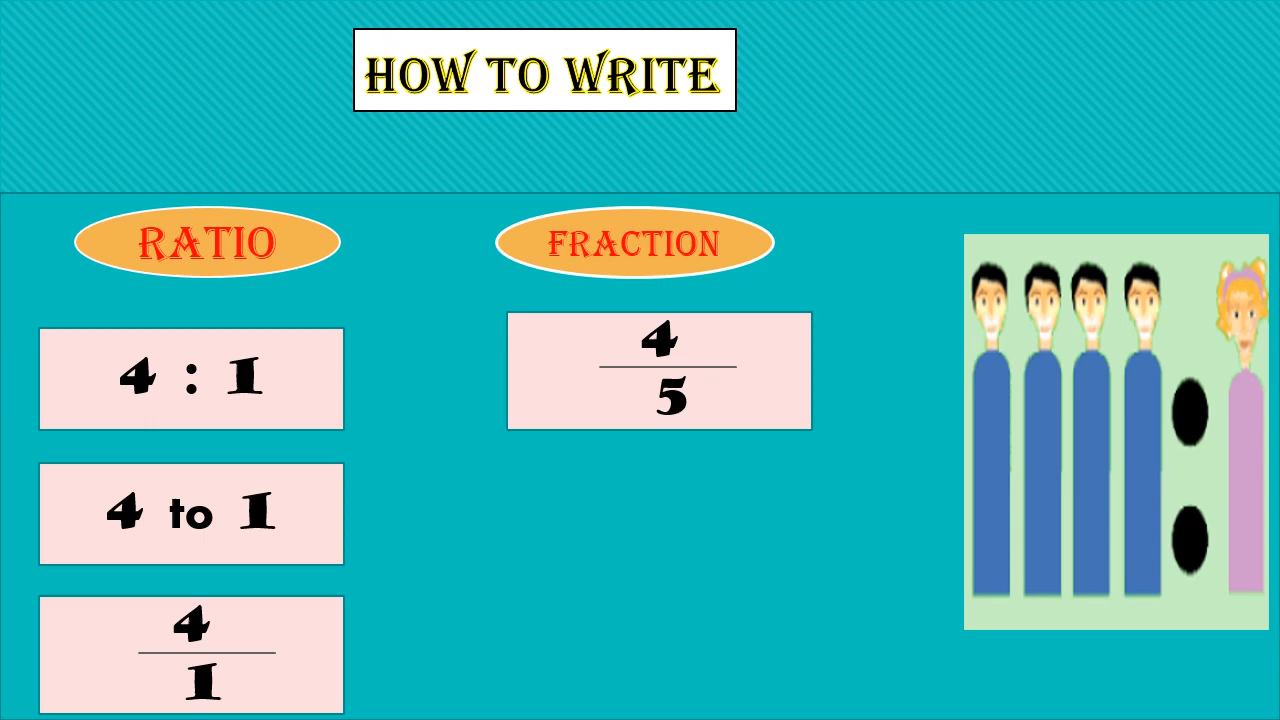 HOW TO WRITE
RATIO
4 : 1
4 to 1
4
1
FRACTION
4
5